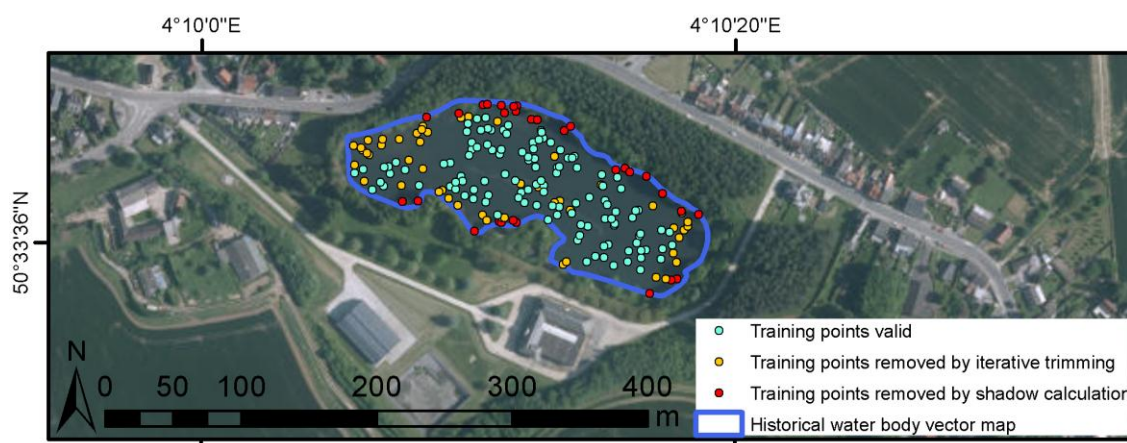 4°10'0"E
4°10'20"E
50°33'36"N
Training points valid
Training points removed by iterative trimming
Training points removed by shadow calculation
Historical water body vector map
N
0 50 100 200 300 400
m